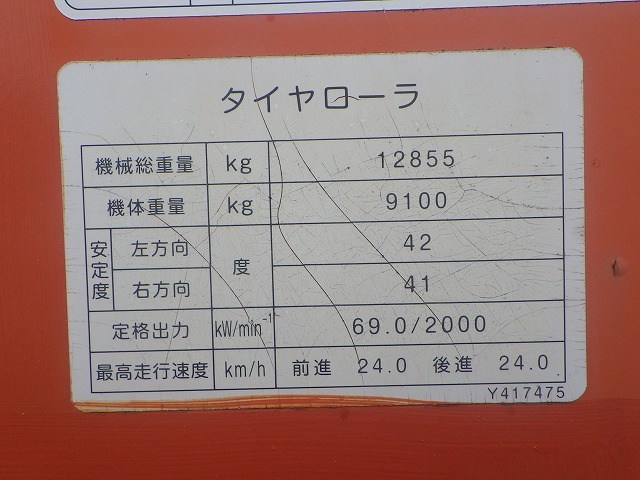 タイヤローラ
機械総重量 kg 12855
機体重量 kg 9100
安定度 左方向 度 42
右方向 41
定格出力 kW/min⁻¹ 69.0/2000
最高走行速度 km/h 前進 24.0 後進 24.0
Y417475